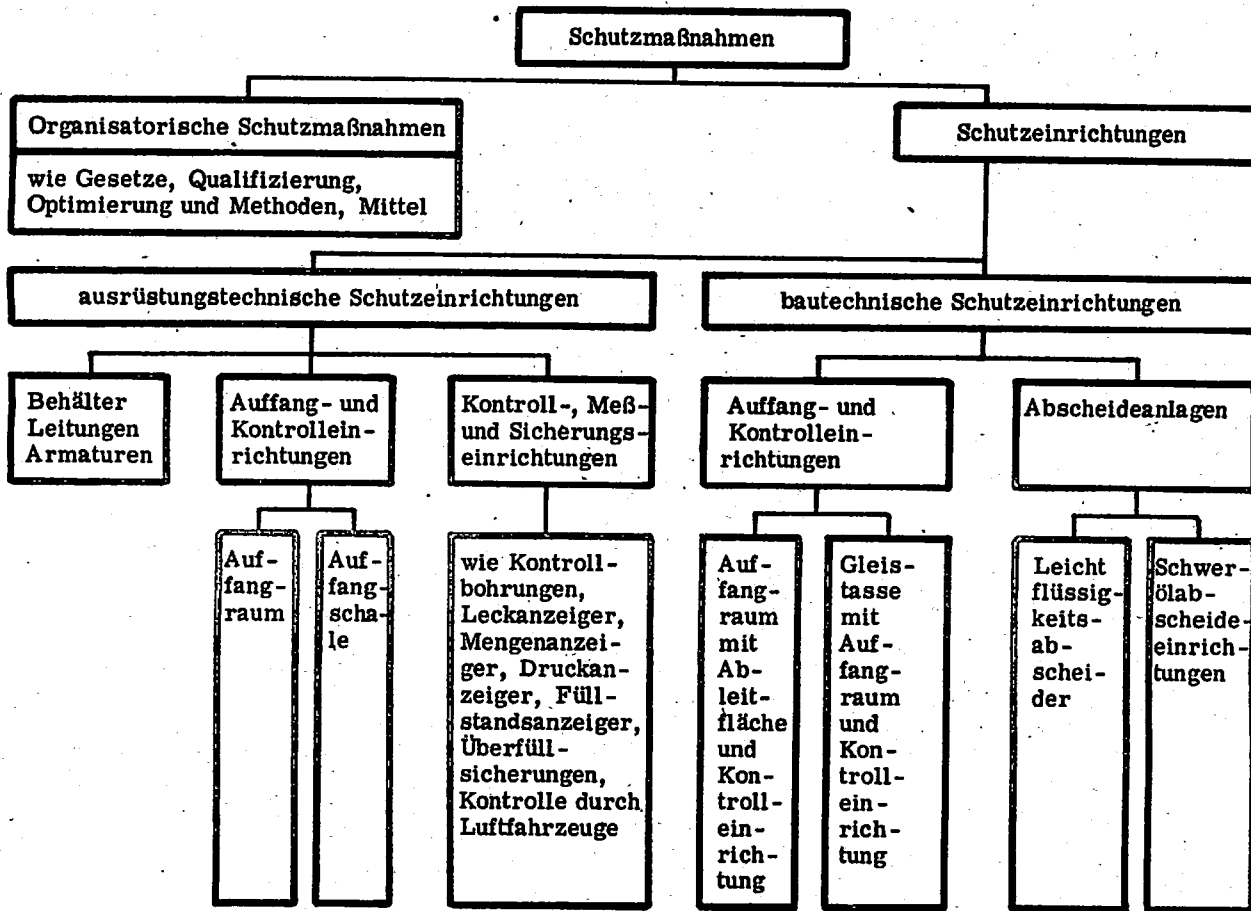 Schutzmaßnahmen
Organisatorische Schutzmaßnahmen
wie Gesetze, Qualifizierung,
Optimierung und Methoden, Mittel
Schutzeinrichtungen
ausrüstungstechnische Schutzeinrichtungen
bautechnische Schutzeinrichtungen
Behälter
Leitungen
Armaturen
Auffang- und
Kontrollein-
richtungen
Kontroll-, Meß-
und Sicherungs-
einrichtungen
Auffang- und
Kontrollein-
richtungen
Abscheideanlagen
Auf-
fang-
raum
Auf-
fang-
scha-
le
wie Kontroll-
bohrungen,
Leckanzeiger,
Mengenanzei-
ger, Druckan-
zeiger, Füll-
standsanzeiger,
Überfüll-
sicherungen,
Kontrolle durch
Luftfahrzeuge
Auf-
fang-
raum
mit
Ab-
leit-
fläche
und
Kon-
troll-
ein-
rich-
tung
Gleis-
tasse
mit
Auf-
fang-
raum
und
Kon-
troll-
ein-
rich-
tung
Leicht
flüssig-
keits-
ab-
schei-
der
Schwer-
ölab-
scheide-
einrich-
tungen